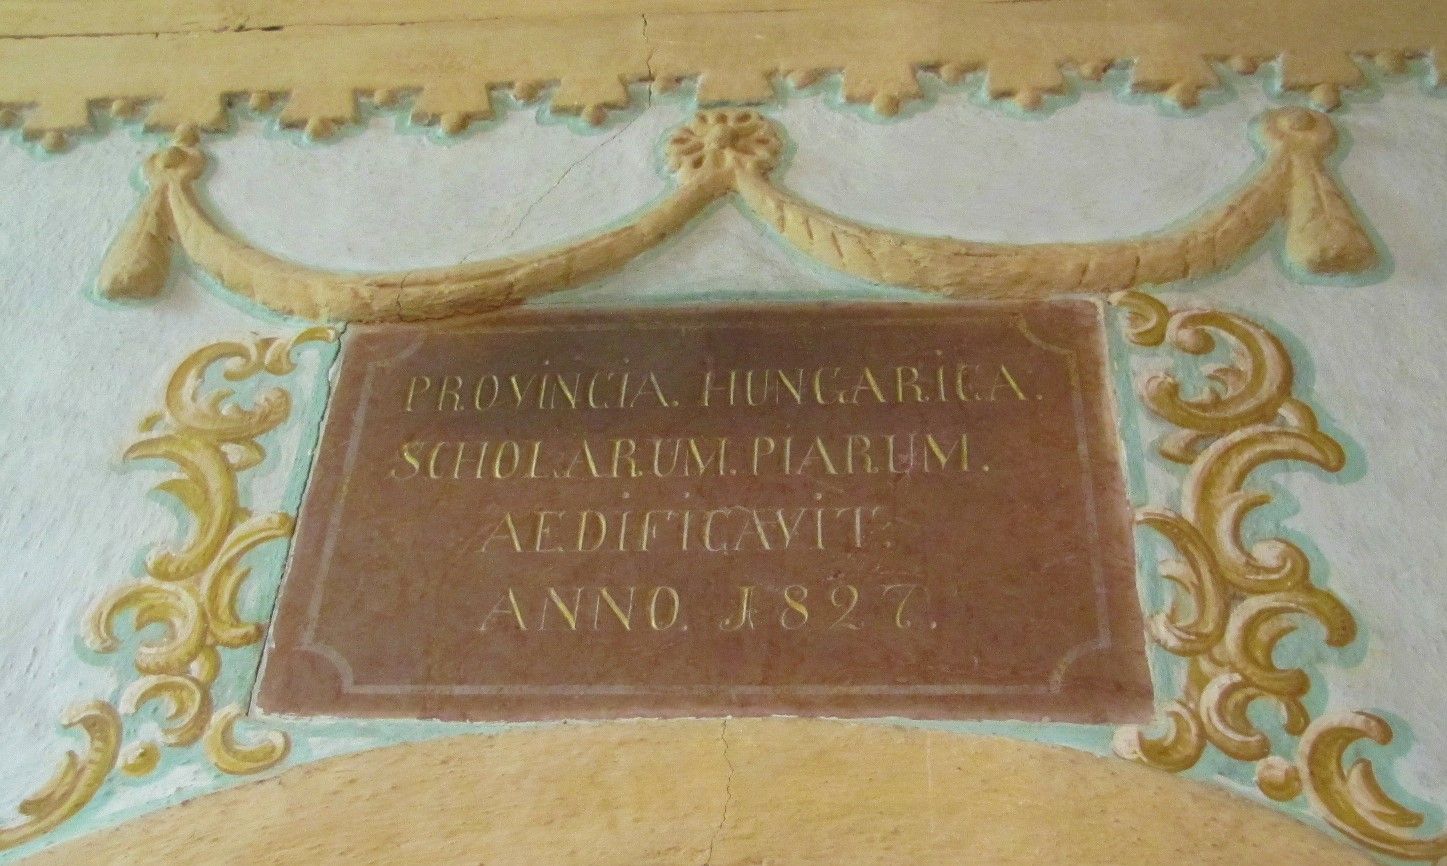 PROVINCIA. HUNGARICA.
SCHOLARUM. PIARUM.
AEDIFICAVIT.
ANNO. 1827.